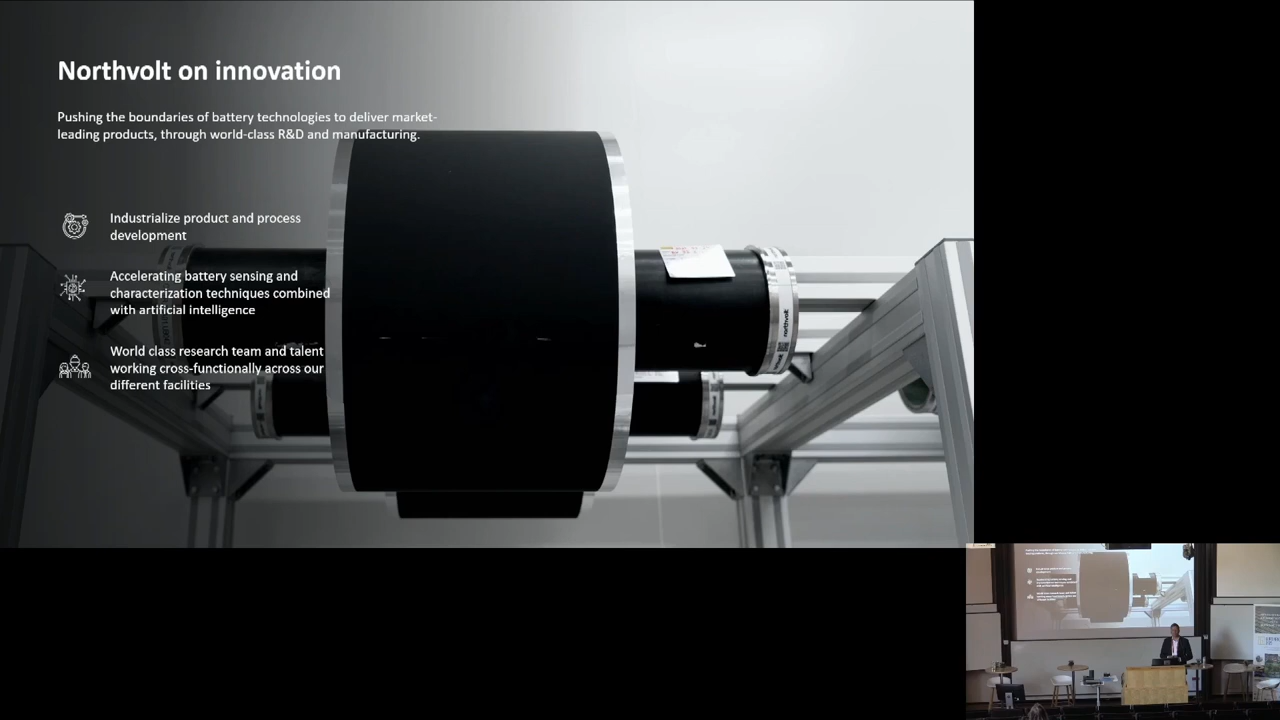 Northvolt on innovation
Pushing the boundaries of battery technologies to deliver market-
leading products, through world-class R&D and manufacturing.
Industrialize product and process
development
Accelerating battery sensing and
characterization techniques combined
with artificial intelligence
World class research team and talent
working cross-functionally across our
different facilities
northvolt